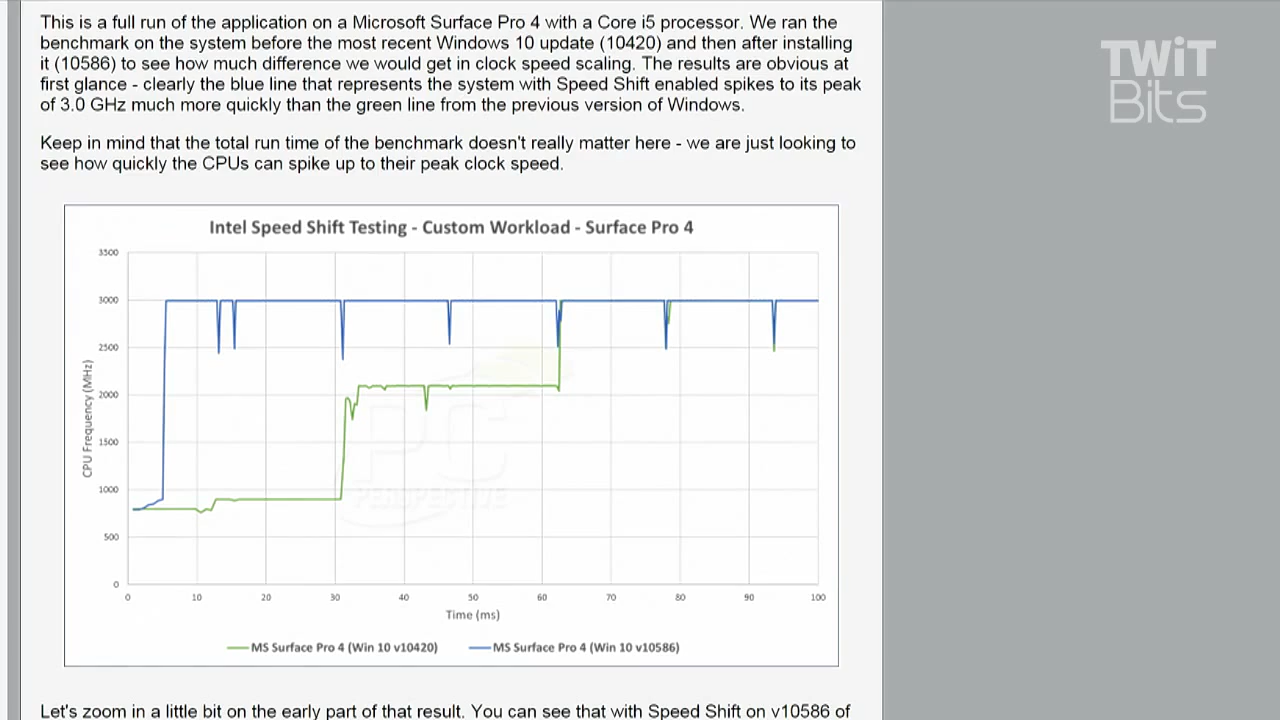 This is a full run of the application on a Microsoft Surface Pro 4 with a Core i5 processor. We ran the
benchmark on the system before the most recent Windows 10 update (10420) and then after installing
it (10586) to see how much difference we would get in clock speed scaling. The results are obvious at
first glance - clearly the blue line that represents the system with Speed Shift enabled spikes to its peak
of 3.0 GHz much more quickly than the green line from the previous version of Windows.
Keep in mind that the total run time of the benchmark doesn't really matter here - we are just looking to
see how quickly the CPUs can spike up to their peak clock speed.
TWiT
Bits
Intel Speed Shift Testing - Custom Workload - Surface Pro 4
3500
3000
2500
2000
1500
1000
500
0
CPU Frequency (MHz)
PC
PERSPECTIVE
0 10 20 30 40 50 60 70 80 90 100
Time (ms)
MS Surface Pro 4 (Win 10 v10420) MS Surface Pro 4 (Win 10 v10586)
Let's zoom in a little bit on the early part of that result. You can see that with Speed Shift on v10586 of